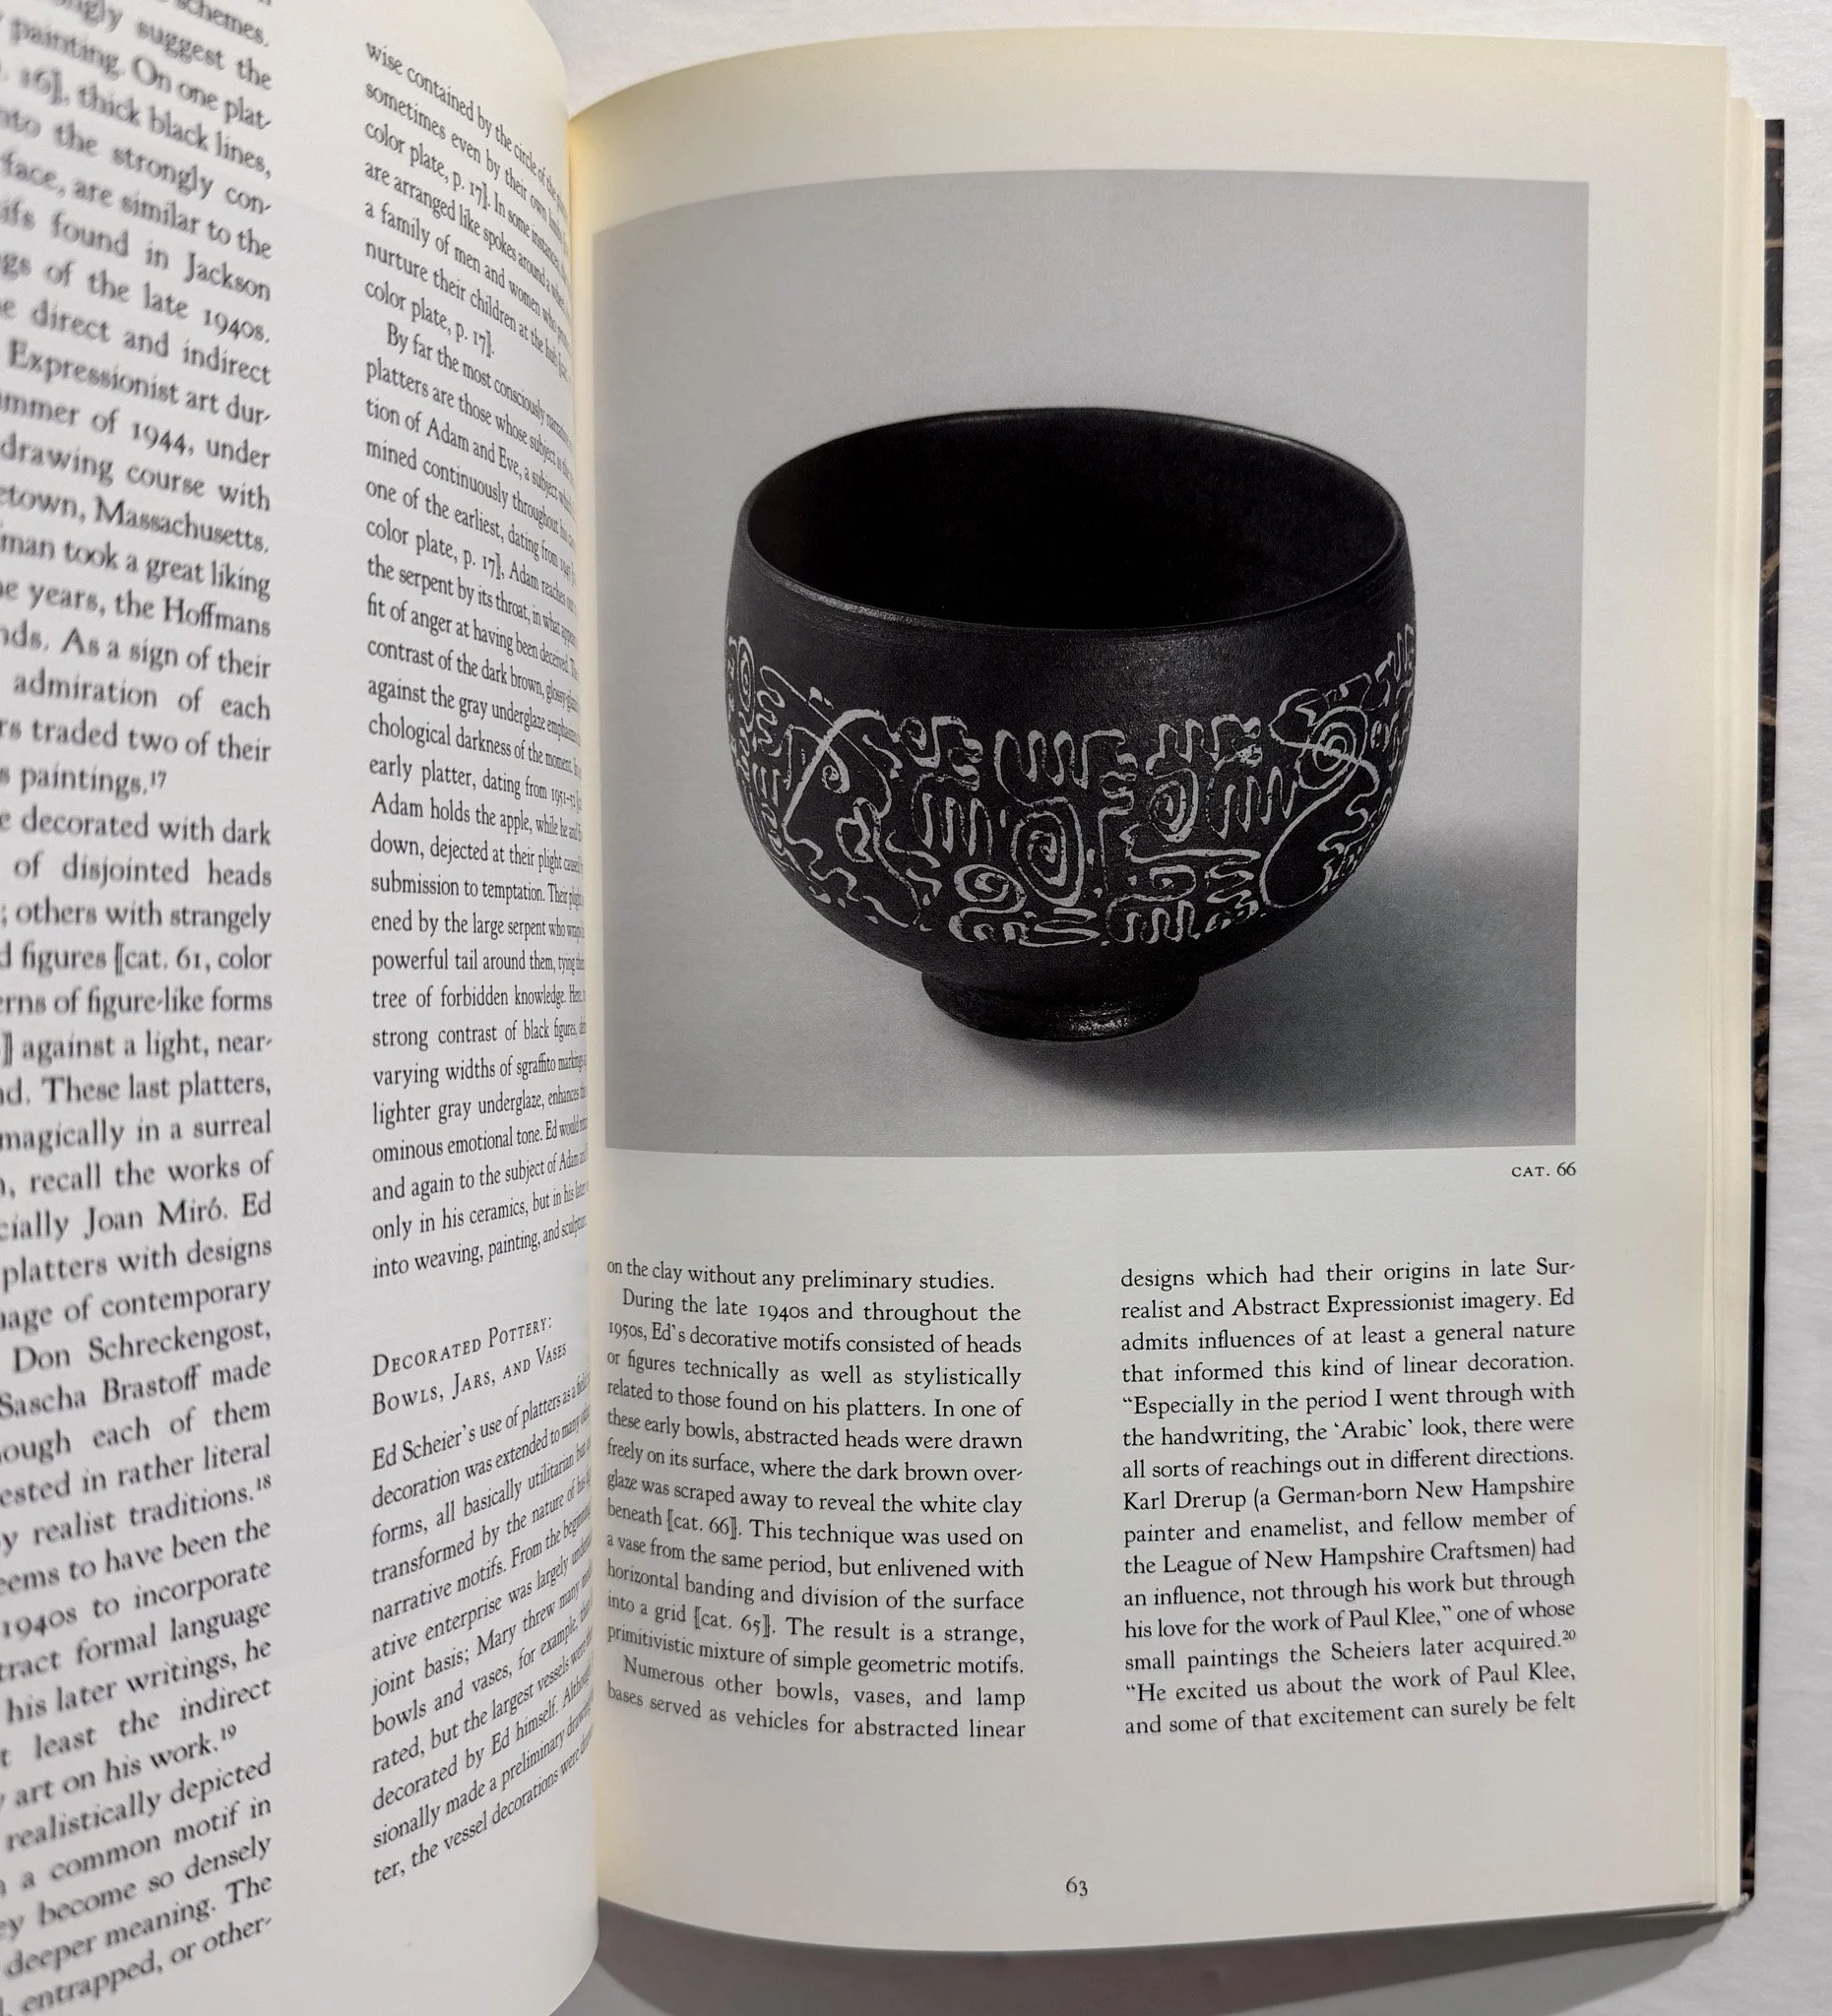 schemes.
suggest the
painting. On one plat-
16], thick black lines,
the strongly con-
face, are similar to the
found in Jackson
of the late 1940s.
direct and indirect
Expressionist art dur-
of 1944, under
drawing course with
Massachusetts.
took a great liking
years, the Hoffmans
As a sign of their
admiration of each
traded two of their
paintings.¹⁷
decorated with dark
of disjointed heads
; others with strangely
figures [cat. 61, color
of figure-like forms
] against a light, near-
These last platters,
magically in a surreal
recall the works of
Joan Miró. Ed
platters with designs
of contemporary
Don Schreckengost,
Sascha Brastoff made
each of them
in rather literal
realist traditions.¹⁸
to have been the
1940s to incorporate
formal language
his later writings, he
least the indirect
art on his work.¹⁹
realistically depicted
a common motif in
become so densely
deeper meaning. The
entrapped, or other-
wise contained by the circle of the
sometimes even by their own
color plate, p. 17]. In some instances,
are arranged like spokes around a
a family of men and women who
nurture their children at the hub
color plate, p. 17].
By far the most consciously
platters are those whose subject is the
tion of Adam and Eve, a subject
mined continuously throughout his
one of the earliest, dating from
color plate, p. 17], Adam reaches
the serpent by its throat, in what
fit of anger at having been deceived.
contrast of the dark brown,
against the gray underglaze
chological darkness of the moment.
early platter, dating from 1951–52
Adam holds the apple, while he and
down, dejected at their plight
submission to temptation. Their
ened by the large serpent who
powerful tail around them, tying
tree of forbidden knowledge.
strong contrast of black figures,
varying widths of sgraffito markings
lighter gray underglaze, enhances
ominous emotional tone. Ed would
and again to the subject of Adam
only in his ceramics, but in his later
into weaving, painting, and
Decorated Pottery:
Bowls, Jars, and Vases
Ed Scheier's use of platters as a
decoration was extended to many
forms, all basically utilitarian but
transformed by the nature of his
narrative motifs. From the beginning,
ative enterprise was largely
joint basis; Mary threw many
bowls and vases, for example,
rated, but the largest vessels were
decorated by Ed himself.
sionally made a preliminary
ter, the vessel decorations were
CAT. 66
on the clay without any preliminary studies.
During the late 1940s and throughout the
1950s, Ed's decorative motifs consisted of heads
or figures technically as well as stylistically
related to those found on his platters. In one of
these early bowls, abstracted heads were drawn
freely on its surface, where the dark brown over-
glaze was scraped away to reveal the white clay
beneath [cat. 66]. This technique was used on
a vase from the same period, but enlivened with
horizontal banding and division of the surface
into a grid [cat. 65]. The result is a strange,
primitivistic mixture of simple geometric motifs.
Numerous other bowls, vases, and lamp
bases served as vehicles for abstracted linear
designs which had their origins in late Sur-
realist and Abstract Expressionist imagery. Ed
admits influences of at least a general nature
that informed this kind of linear decoration.
“Especially in the period I went through with
the handwriting, the ‘Arabic’ look, there were
all sorts of reachings out in different directions.
Karl Drerup (a German-born New Hampshire
painter and enamelist, and fellow member of
the League of New Hampshire Craftsmen) had
an influence, not through his work but through
his love for the work of Paul Klee,” one of whose
small paintings the Scheiers later acquired.²⁰
“He excited us about the work of Paul Klee,
and some of that excitement can surely be felt
63